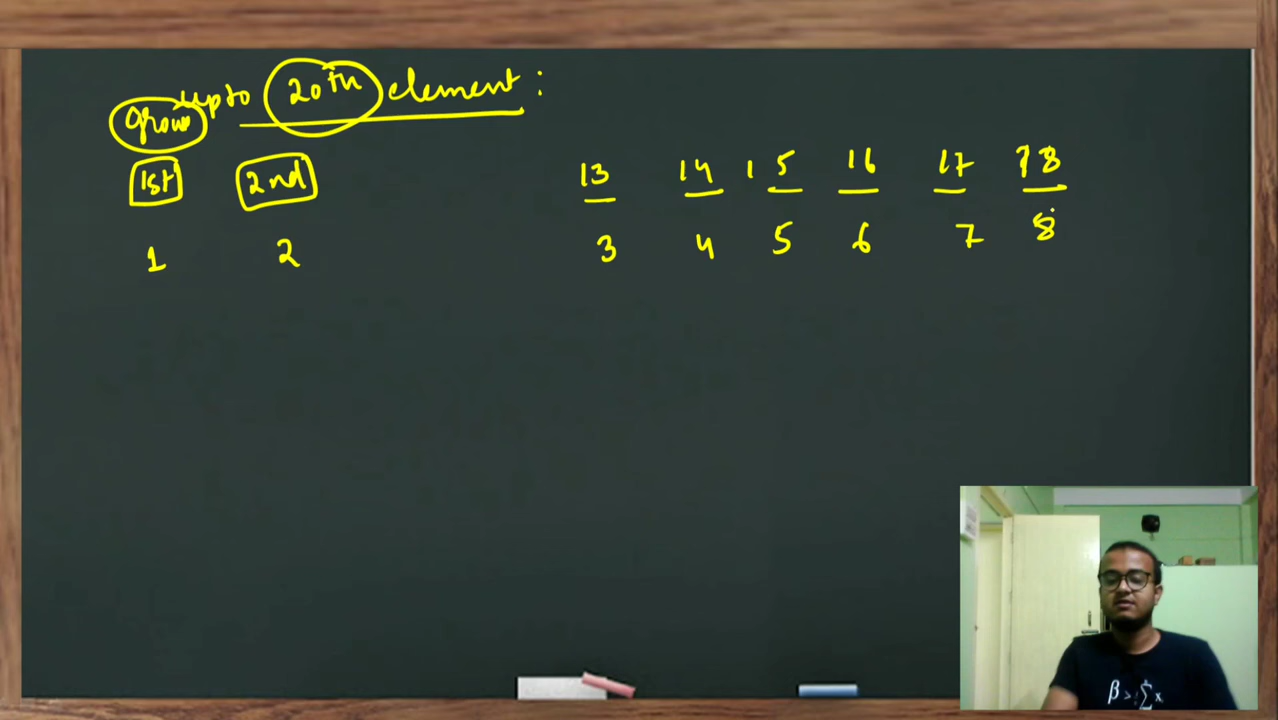 upto 20th element:
group
1st 2nd 13 14 15 16 17 18
1 2 3 4 5 6 7 8
β > Σ x